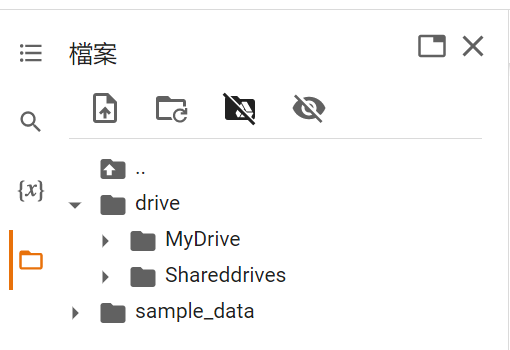 檔案
{x}
..
drive
MyDrive
Shareddrives
sample_data